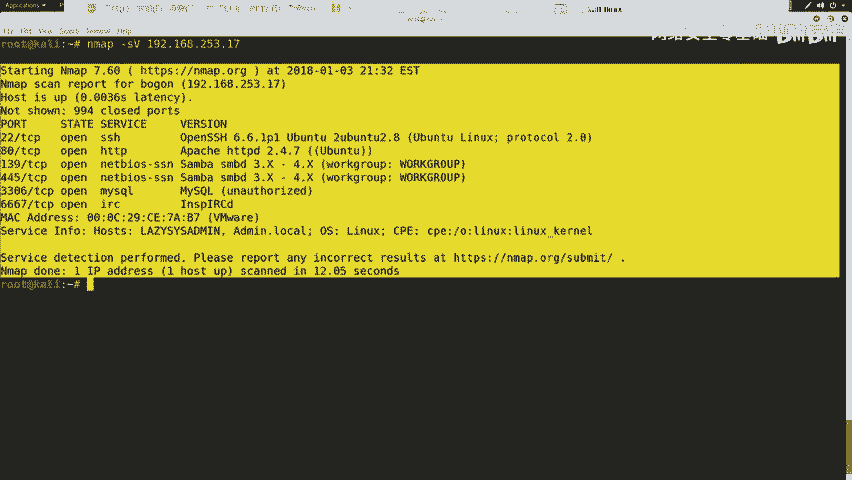 Applications
root@kali:~# nmap -sV 192.168.253.17
Starting Nmap 7.60 ( https://nmap.org ) at 2018-01-03 21:32 EST
Nmap scan report for bogon (192.168.253.17)
Host is up (0.0036s latency).
Not shown: 994 closed ports
PORT     STATE SERVICE     VERSION
22/tcp   open  ssh         OpenSSH 6.6.1p1 Ubuntu 2ubuntu2.8 (Ubuntu Linux; protocol 2.0)
80/tcp   open  http        Apache httpd 2.4.7 ((Ubuntu))
139/tcp  open  netbios-ssn Samba smbd 3.X - 4.X (workgroup: WORKGROUP)
445/tcp  open  netbios-ssn Samba smbd 3.X - 4.X (workgroup: WORKGROUP)
3306/tcp open  mysql       MySQL (unauthorized)
6667/tcp open  irc         InspIRCd
MAC Address: 00:0C:29:CE:7A:B7 (VMware)
Service Info: Hosts: LAZYSYSADMIN, Admin.local; OS: Linux; CPE: cpe:/o:linux:linux_kernel
Service detection performed. Please report any incorrect results at https://nmap.org/submit/ .
Nmap done: 1 IP address (1 host up) scanned in 12.05 seconds
root@kali:~#